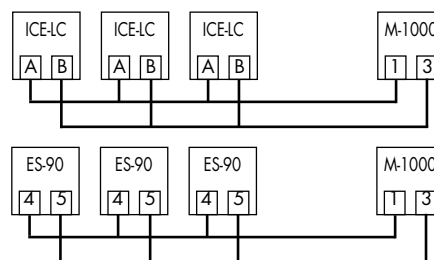 ICE-LC ICE-LC ICE-LC M-1000
A B A B A B 1 3
ES-90 ES-90 ES-90 M-1000
4 5 4 5 4 5 1 3